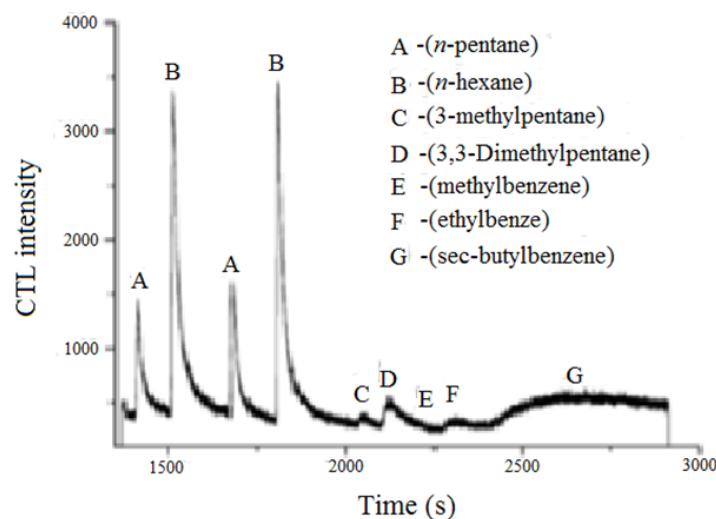 4000
3000
2000
1000
CTL intensity
A
B
A
B
C
D
E
F
G
A -(n-pentane)
B -(n-hexane)
C -(3-methylpentane)
D -(3,3-Dimethylpentane)
E -(methylbenzene)
F -(ethylbenze)
G -(sec-butylbenzene)
1500
2000
2500
3000
Time (s)